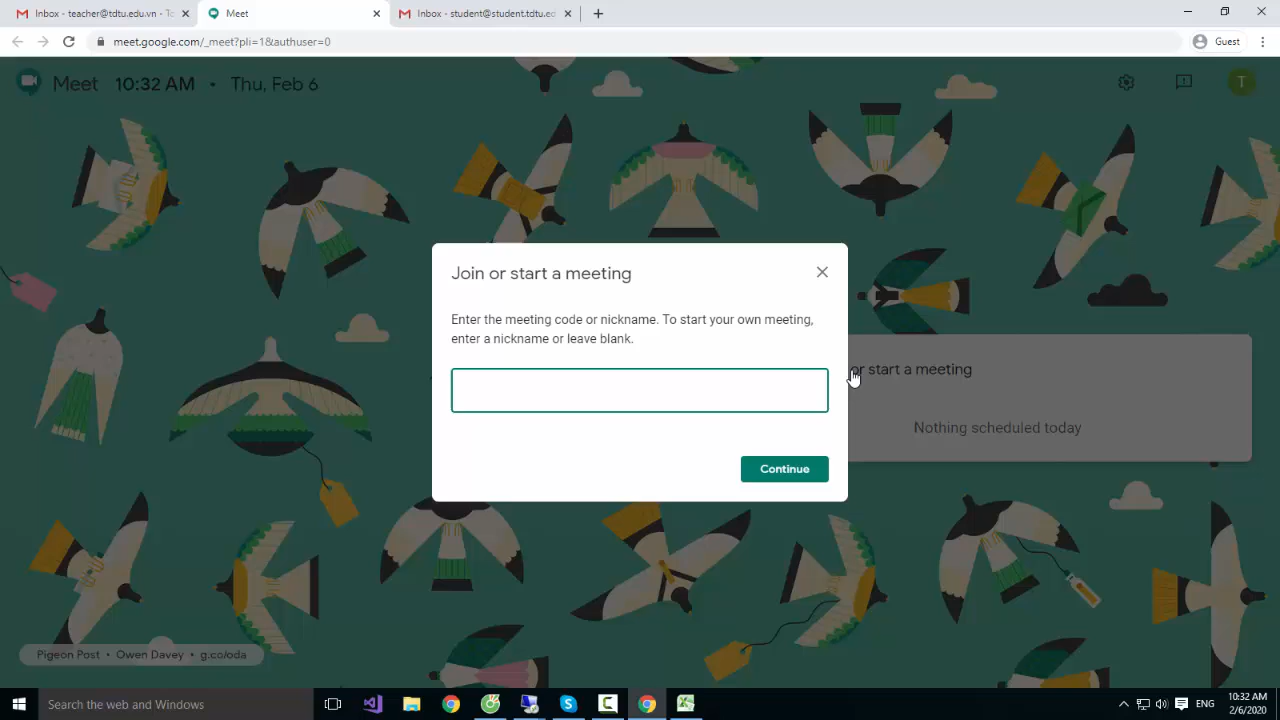 Inbox - teacher@tdtu.edu.vn - To
Meet
Inbox - student@student.tdtu.ed
meet.google.com/_meet?pli=1&authuser=0
Guest
Meet 10:32 AM • Thu, Feb 6
T
Join or start a meeting
Enter the meeting code or nickname. To start your own meeting,
enter a nickname or leave blank.
or start a meeting
Nothing scheduled today
Continue
Pigeon Post • Owen Davey • g.co/oda
Search the web and Windows
ENG
10:32 AM
2/6/2020